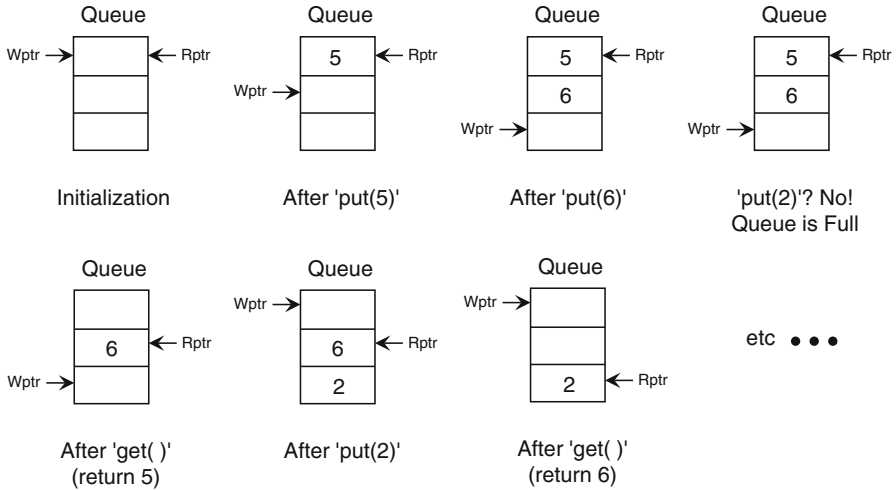 Queue
Wptr
Rptr
Initialization
Queue
5
Wptr
Rptr
After 'put(5)'
Queue
5
6
Wptr
Rptr
After 'put(6)'
Queue
5
6
Wptr
Rptr
'put(2)'? No!
Queue is Full
Queue
6
Wptr
Rptr
After 'get( )'
(return 5)
Queue
Wptr
6
2
Rptr
After 'put(2)'
Queue
Wptr
2
Rptr
After 'get( )'
(return 6)
etc •••